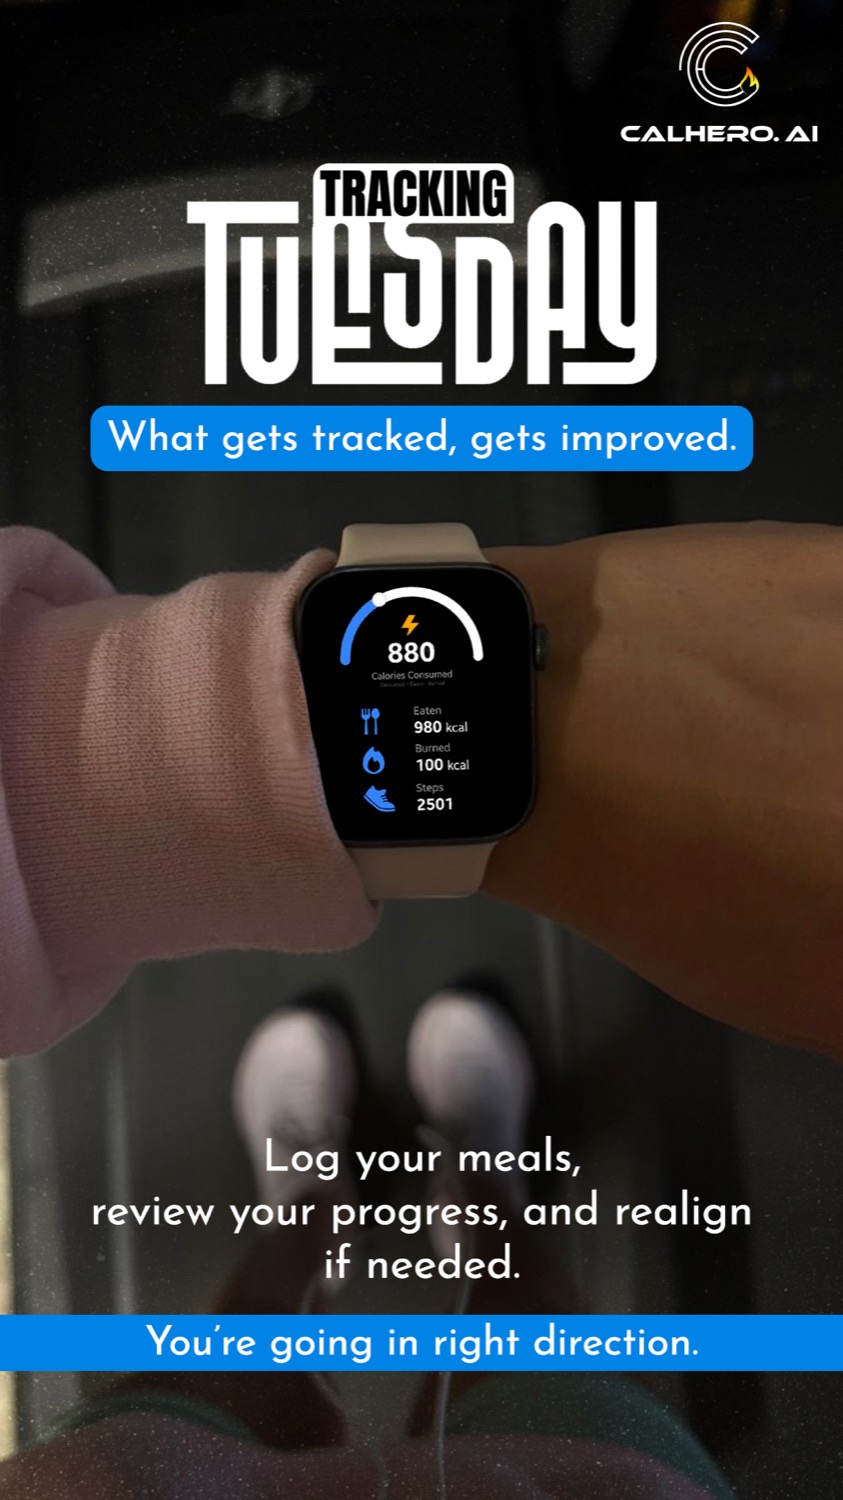 CALHERO.AI
TRACKING
TUESDAY
What gets tracked, gets improved.
880
Calories Consumed
Eaten
980 kcal
Burned
100 kcal
Steps
2501
Log your meals,
review your progress, and realign
if needed.
You're going in right direction.